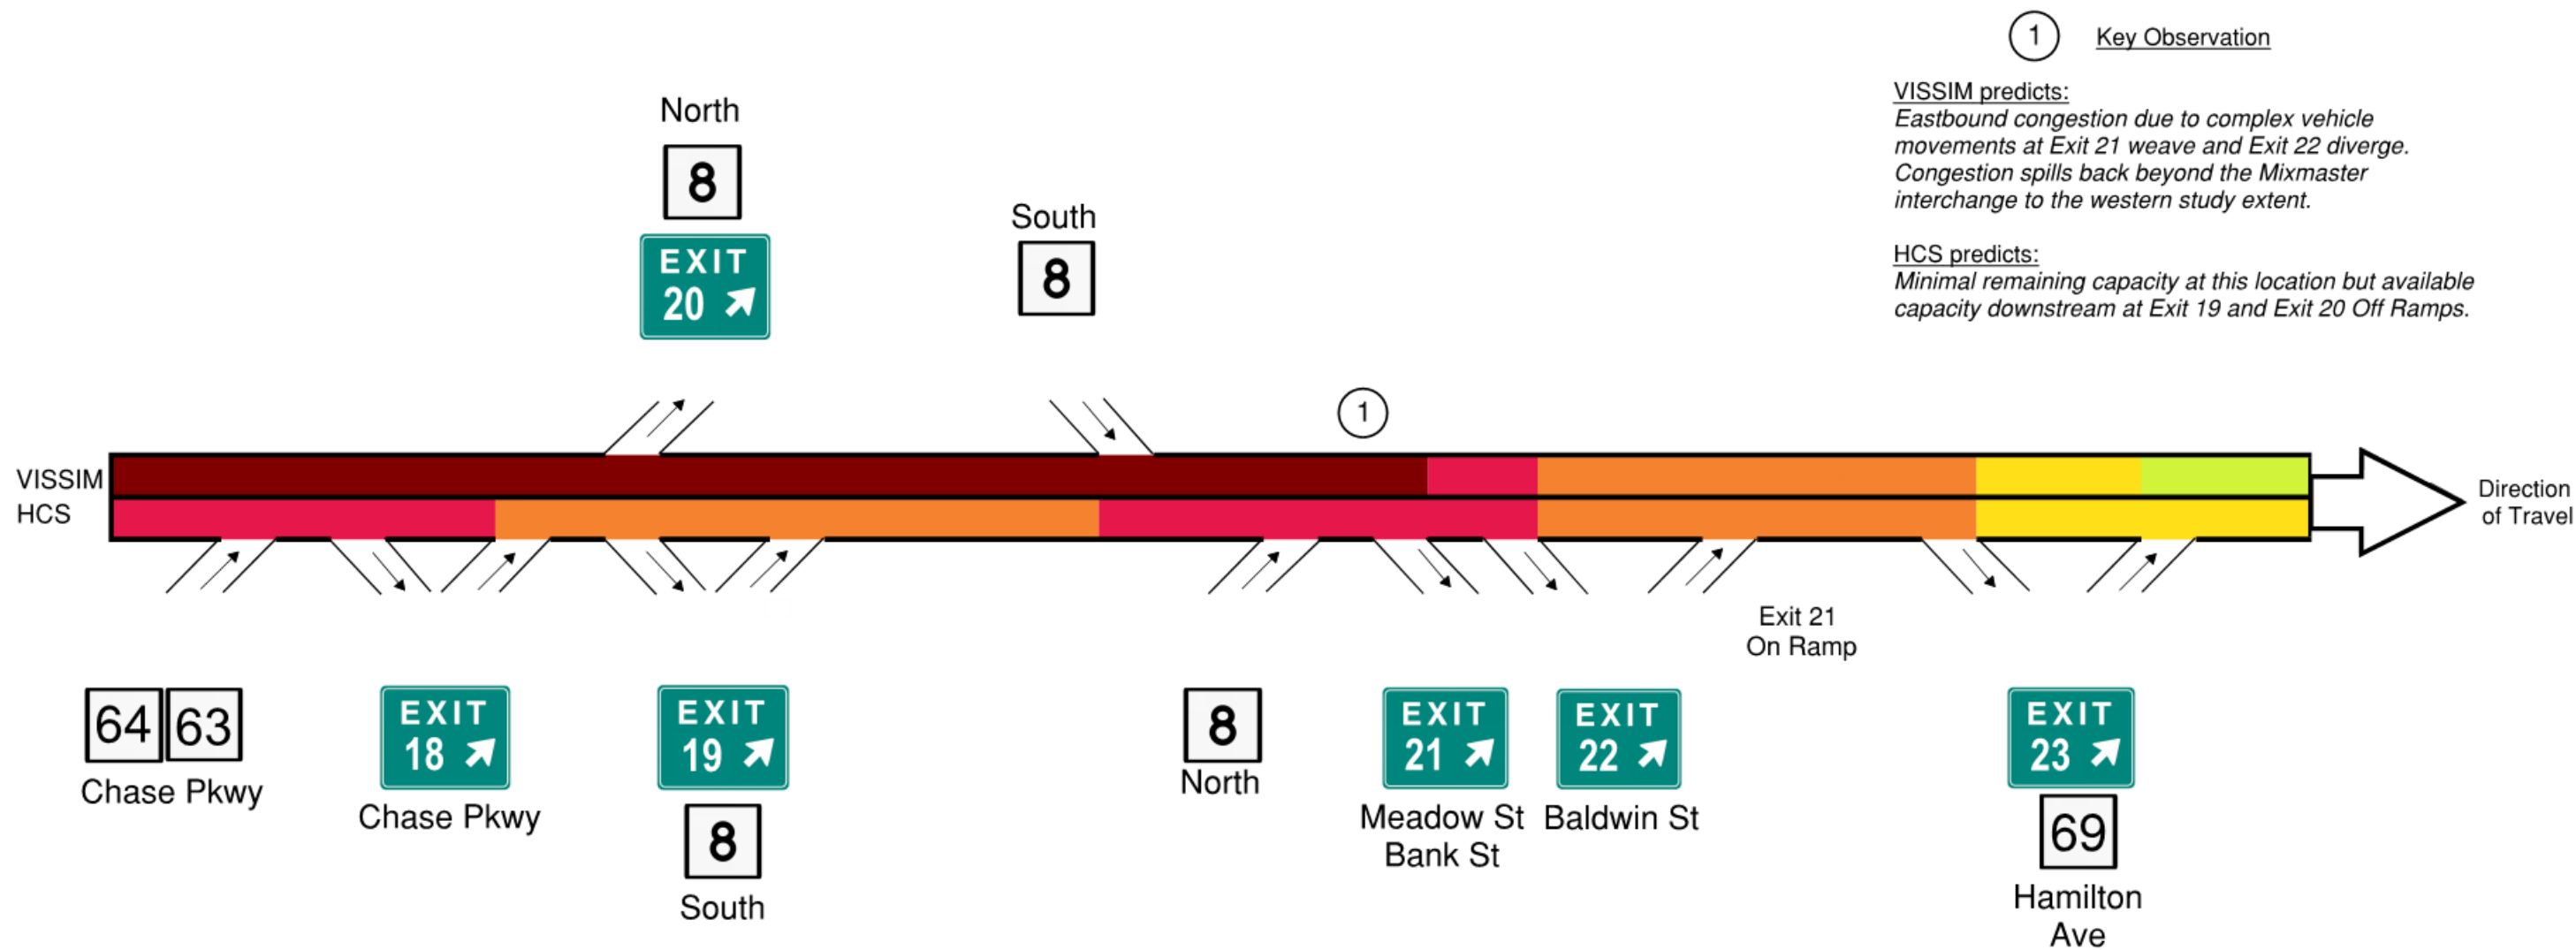 1 Key Observation
VISSIM predicts:
Eastbound congestion due to complex vehicle
movements at Exit 21 weave and Exit 22 diverge.
Congestion spills back beyond the Mixmaster
interchange to the western study extent.
HCS predicts:
Minimal remaining capacity at this location but available
capacity downstream at Exit 19 and Exit 20 Off Ramps.
North
8
EXIT
20
South
8
1
VISSIM
HCS
Direction
of Travel
Exit 21
On Ramp
64 63
Chase Pkwy
EXIT
18
Chase Pkwy
EXIT
19
8
South
8
North
EXIT
21
Meadow St
Bank St
EXIT
22
Baldwin St
EXIT
23
69
Hamilton
Ave